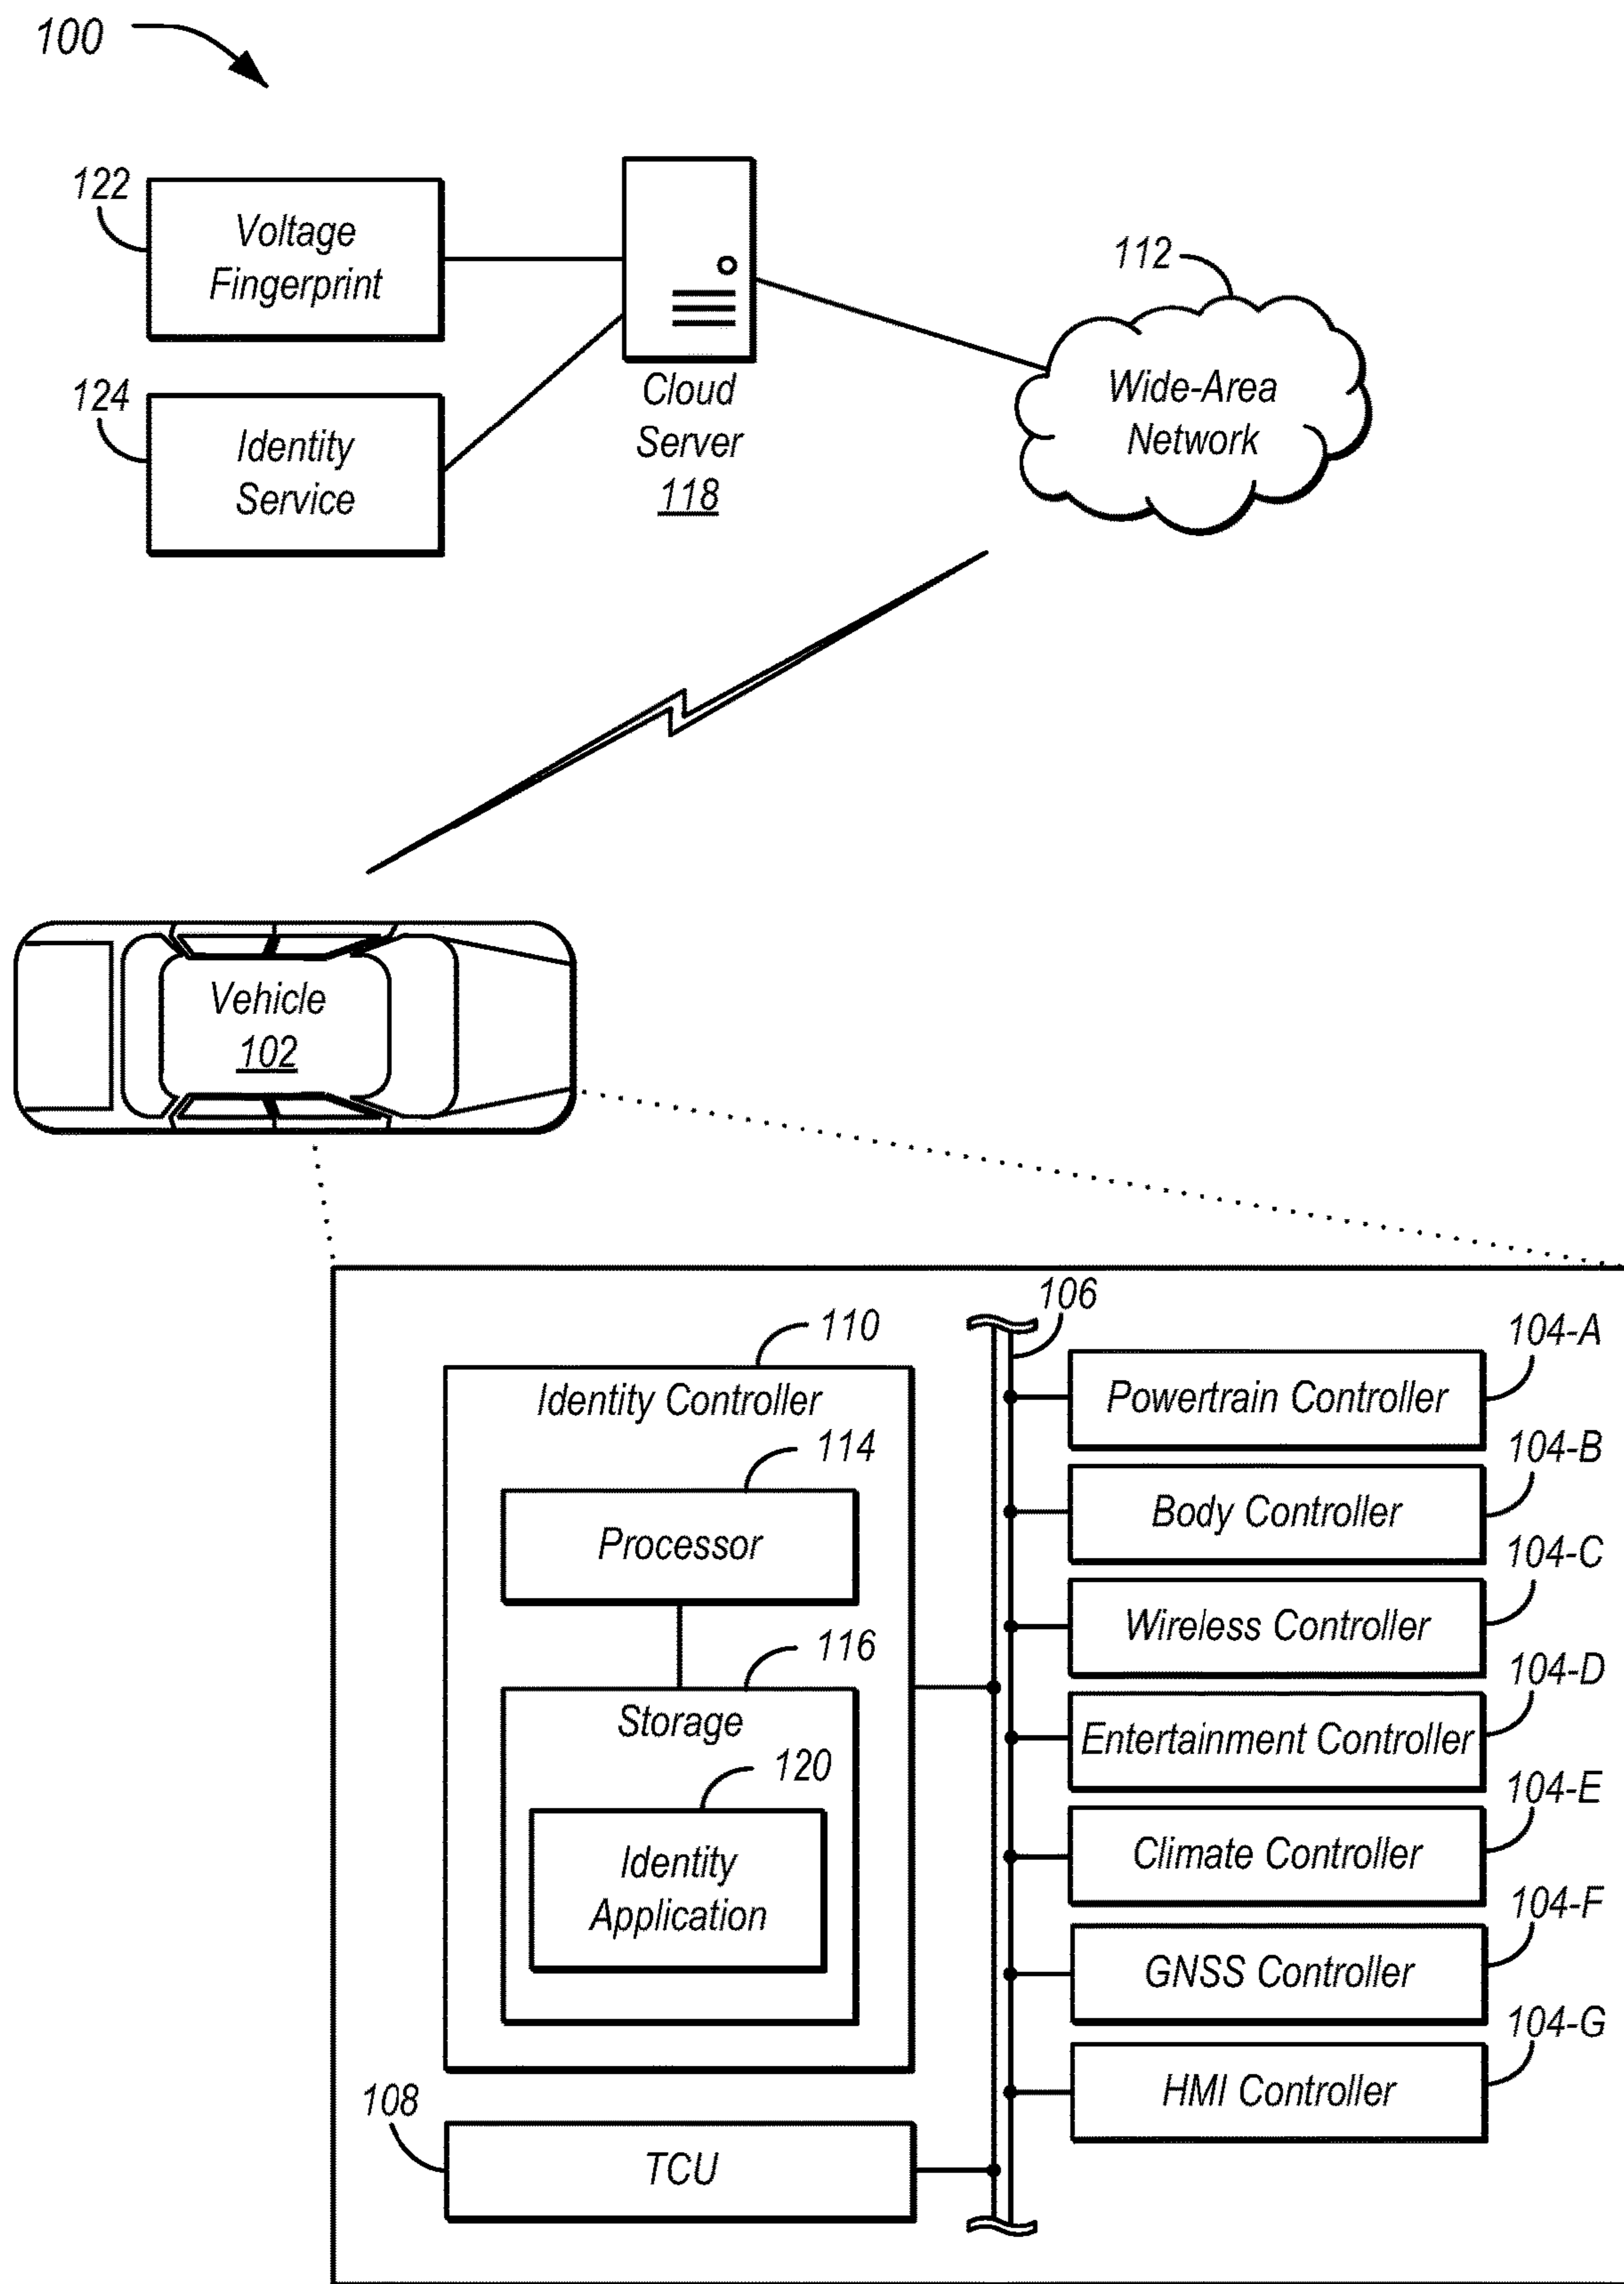 100
122
Voltage
Fingerprint
124
Identity
Service
Cloud
Server
118
112
Wide-Area
Network
Vehicle
102
106
110
Identity Controller
114
Processor
116
Storage
120
Identity
Application
108
TCU
104-A
Powertrain Controller
104-B
Body Controller
104-C
Wireless Controller
104-D
Entertainment Controller
104-E
Climate Controller
104-F
GNSS Controller
104-G
HMI Controller